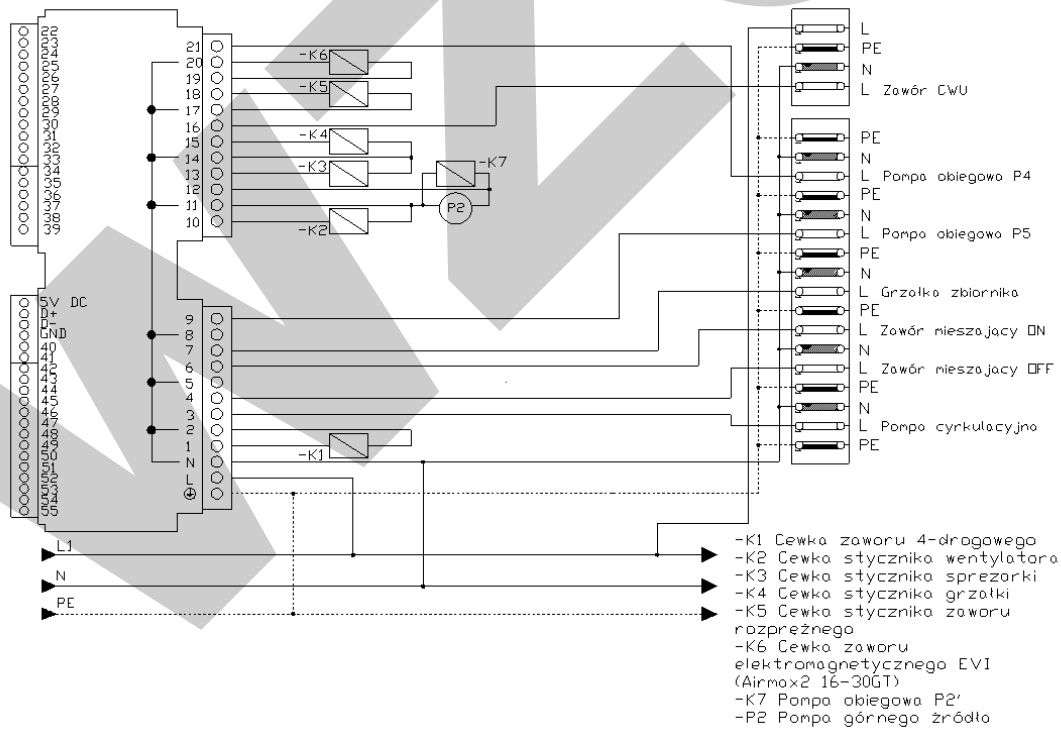 22
23
24
25
26
27
28
29
30
31
32
33
34
35
36
37
38
39
5V DC
D+
D-
GND
40
41
42
43
44
45
46
47
48
49
50
51
52
53
54
55
21
20
19
18
17
16
15
14
13
12
11
10
9
8
7
6
5
4
3
2
1
N
L
-K6
-K5
-K4
-K3
-K7
P2
-K2
-K1
L
PE
N
L Zawór CWU
PE
N
L Pompa obiegowa P4
PE
N
L Pompa obiegowa P5
PE
N
L Grzałka zbiornika
PE
L Zawór mieszajacy ON
N
L Zawór mieszajacy OFF
PE
N
L Pompa cyrkulacyjna
PE
L1
N
PE
-K1 Cewka zaworu 4-drogowego
-K2 Cewka stycznika wentylatora
-K3 Cewka stycznika sprezarki
-K4 Cewka stycznika grzałki
-K5 Cewka stycznika zaworu
rozpreżnego
-K6 Cewka zaworu
elektromagnetycznego EVI
(Airmax2 16-30GT)
-K7 Pompa obiegowa P2'
-P2 Pompa górnego źródła
WZÓ